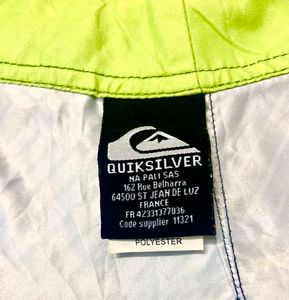 QUIKSILVER
NA PALI SAS
162 Rue Belharra
64500 ST JEAN DE LUZ
FRANCE
FR 42331377036
Code supplier 11321
POLYESTER